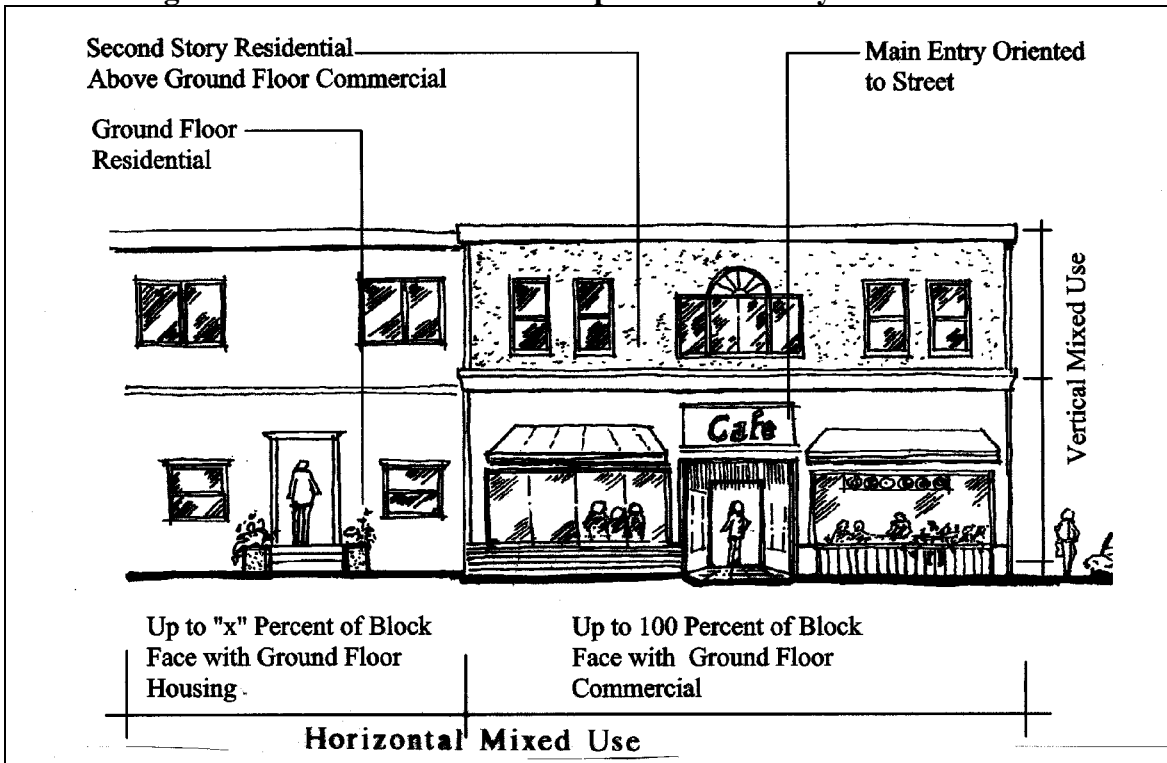 Second Story Residential
Above Ground Floor Commercial
Main Entry Oriented
to Street
Ground Floor
Residential
Vertical Mixed Use
Cafe
Up to "x" Percent of Block
Face with Ground Floor
Housing
Up to 100 Percent of Block
Face with Ground Floor
Commercial
Horizontal Mixed Use